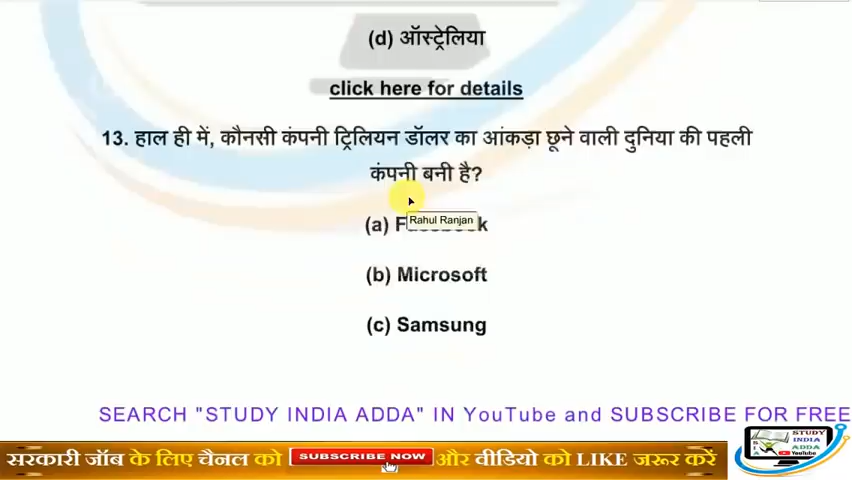 (d) ऑस्ट्रेलिया
click here for details
13. हाल ही में, कौनसी कंपनी ट्रिलियन डॉलर का आंकड़ा छूने वाली दुनिया की पहली
कंपनी बनी है?
Rahul Ranjan
(a) Facebook
(b) Microsoft
(c) Samsung
SEARCH "STUDY INDIA ADDA" IN YouTube and SUBSCRIBE FOR FREE
सरकारी जॉब के लिए चैनल को SUBSCRIBE NOW और वीडियो को LIKE जरूर करें
STUDY
INDIA
ADDA
YouTube